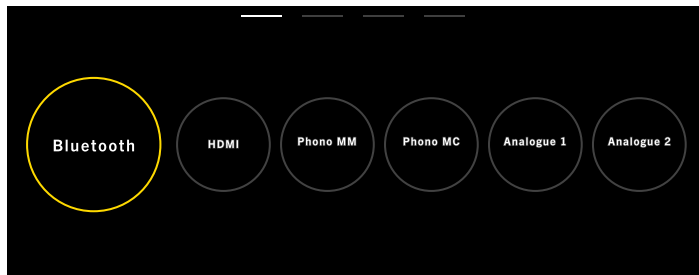 Bluetooth
HDMI
Phono MM
Phono MC
Analogue 1
Analogue 2